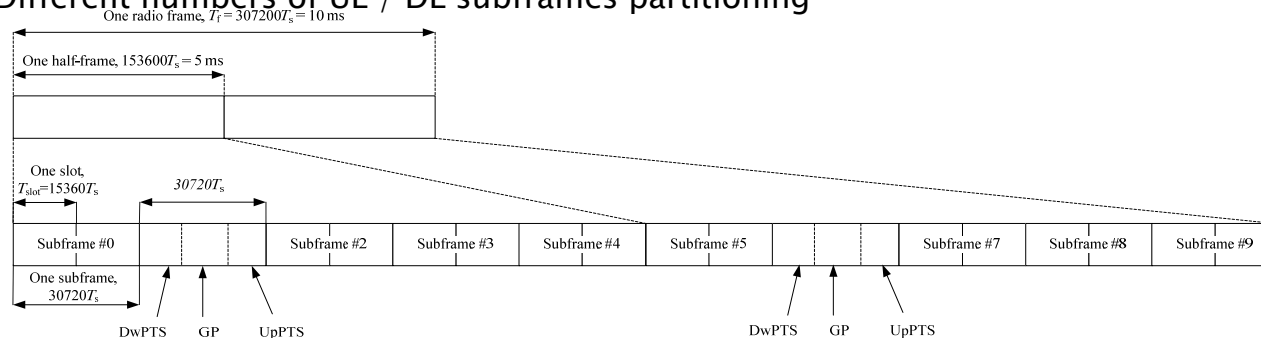 Different numbers of UL / DL subframes partitioning
One radio frame, Tf = 307200Ts = 10 ms
One half-frame, 153600Ts = 5 ms
One slot,
Tslot=15360Ts
30720Ts
Subframe #0
Subframe #2
Subframe #3
Subframe #4
Subframe #5
Subframe #7
Subframe #8
Subframe #9
One subframe,
30720Ts
DwPTS
GP
UpPTS
DwPTS
GP
UpPTS